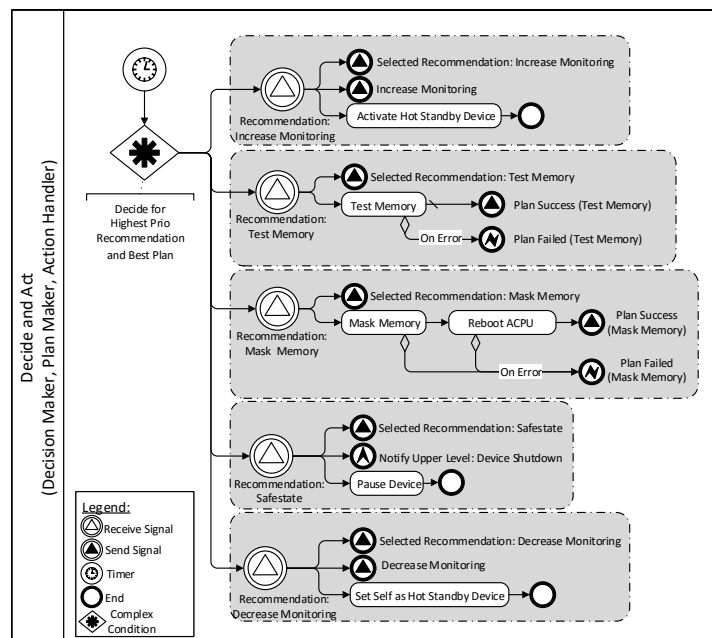 Decide and Act
(Decision Maker, Plan Maker, Action Handler)
Decide for
Highest Prio
Recommendation
and Best Plan
Recommendation:
Increase Monitoring
Selected Recommendation: Increase Monitoring
Increase Monitoring
Activate Hot Standby Device
Recommendation:
Test Memory
Selected Recommendation: Test Memory
Test Memory
Plan Success (Test Memory)
On Error
Plan Failed (Test Memory)
Recommendation:
Mask Memory
Selected Recommendation: Mask Memory
Mask Memory
Reboot ACPU
Plan Success
(Mask Memory)
On Error
Plan Failed
(Mask Memory)
Recommendation:
Safestate
Selected Recommendation: Safestate
Notify Upper Level: Device Shutdown
Pause Device
Recommendation:
Decrease Monitoring
Selected Recommendation: Decrease Monitoring
Decrease Monitoring
Set Self as Hot Standby Device
Legend:
Receive Signal
Send Signal
Timer
End
Complex
Condition